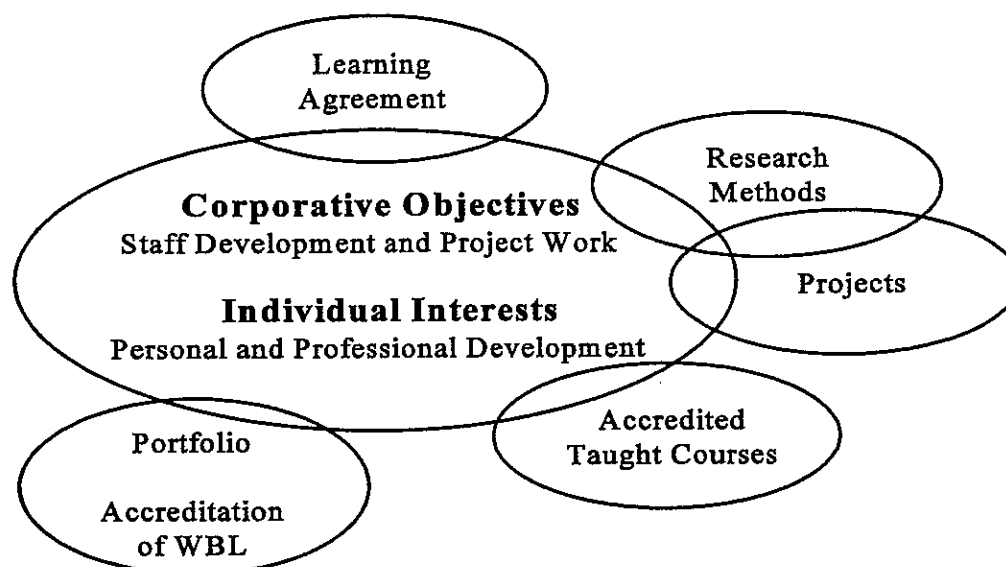 Learning
Agreement
Research
Methods
Corporative Objectives
Staff Development and Project Work
Projects
Individual Interests
Personal and Professional Development
Accredited
Taught Courses
Portfolio
Accreditation
of WBL